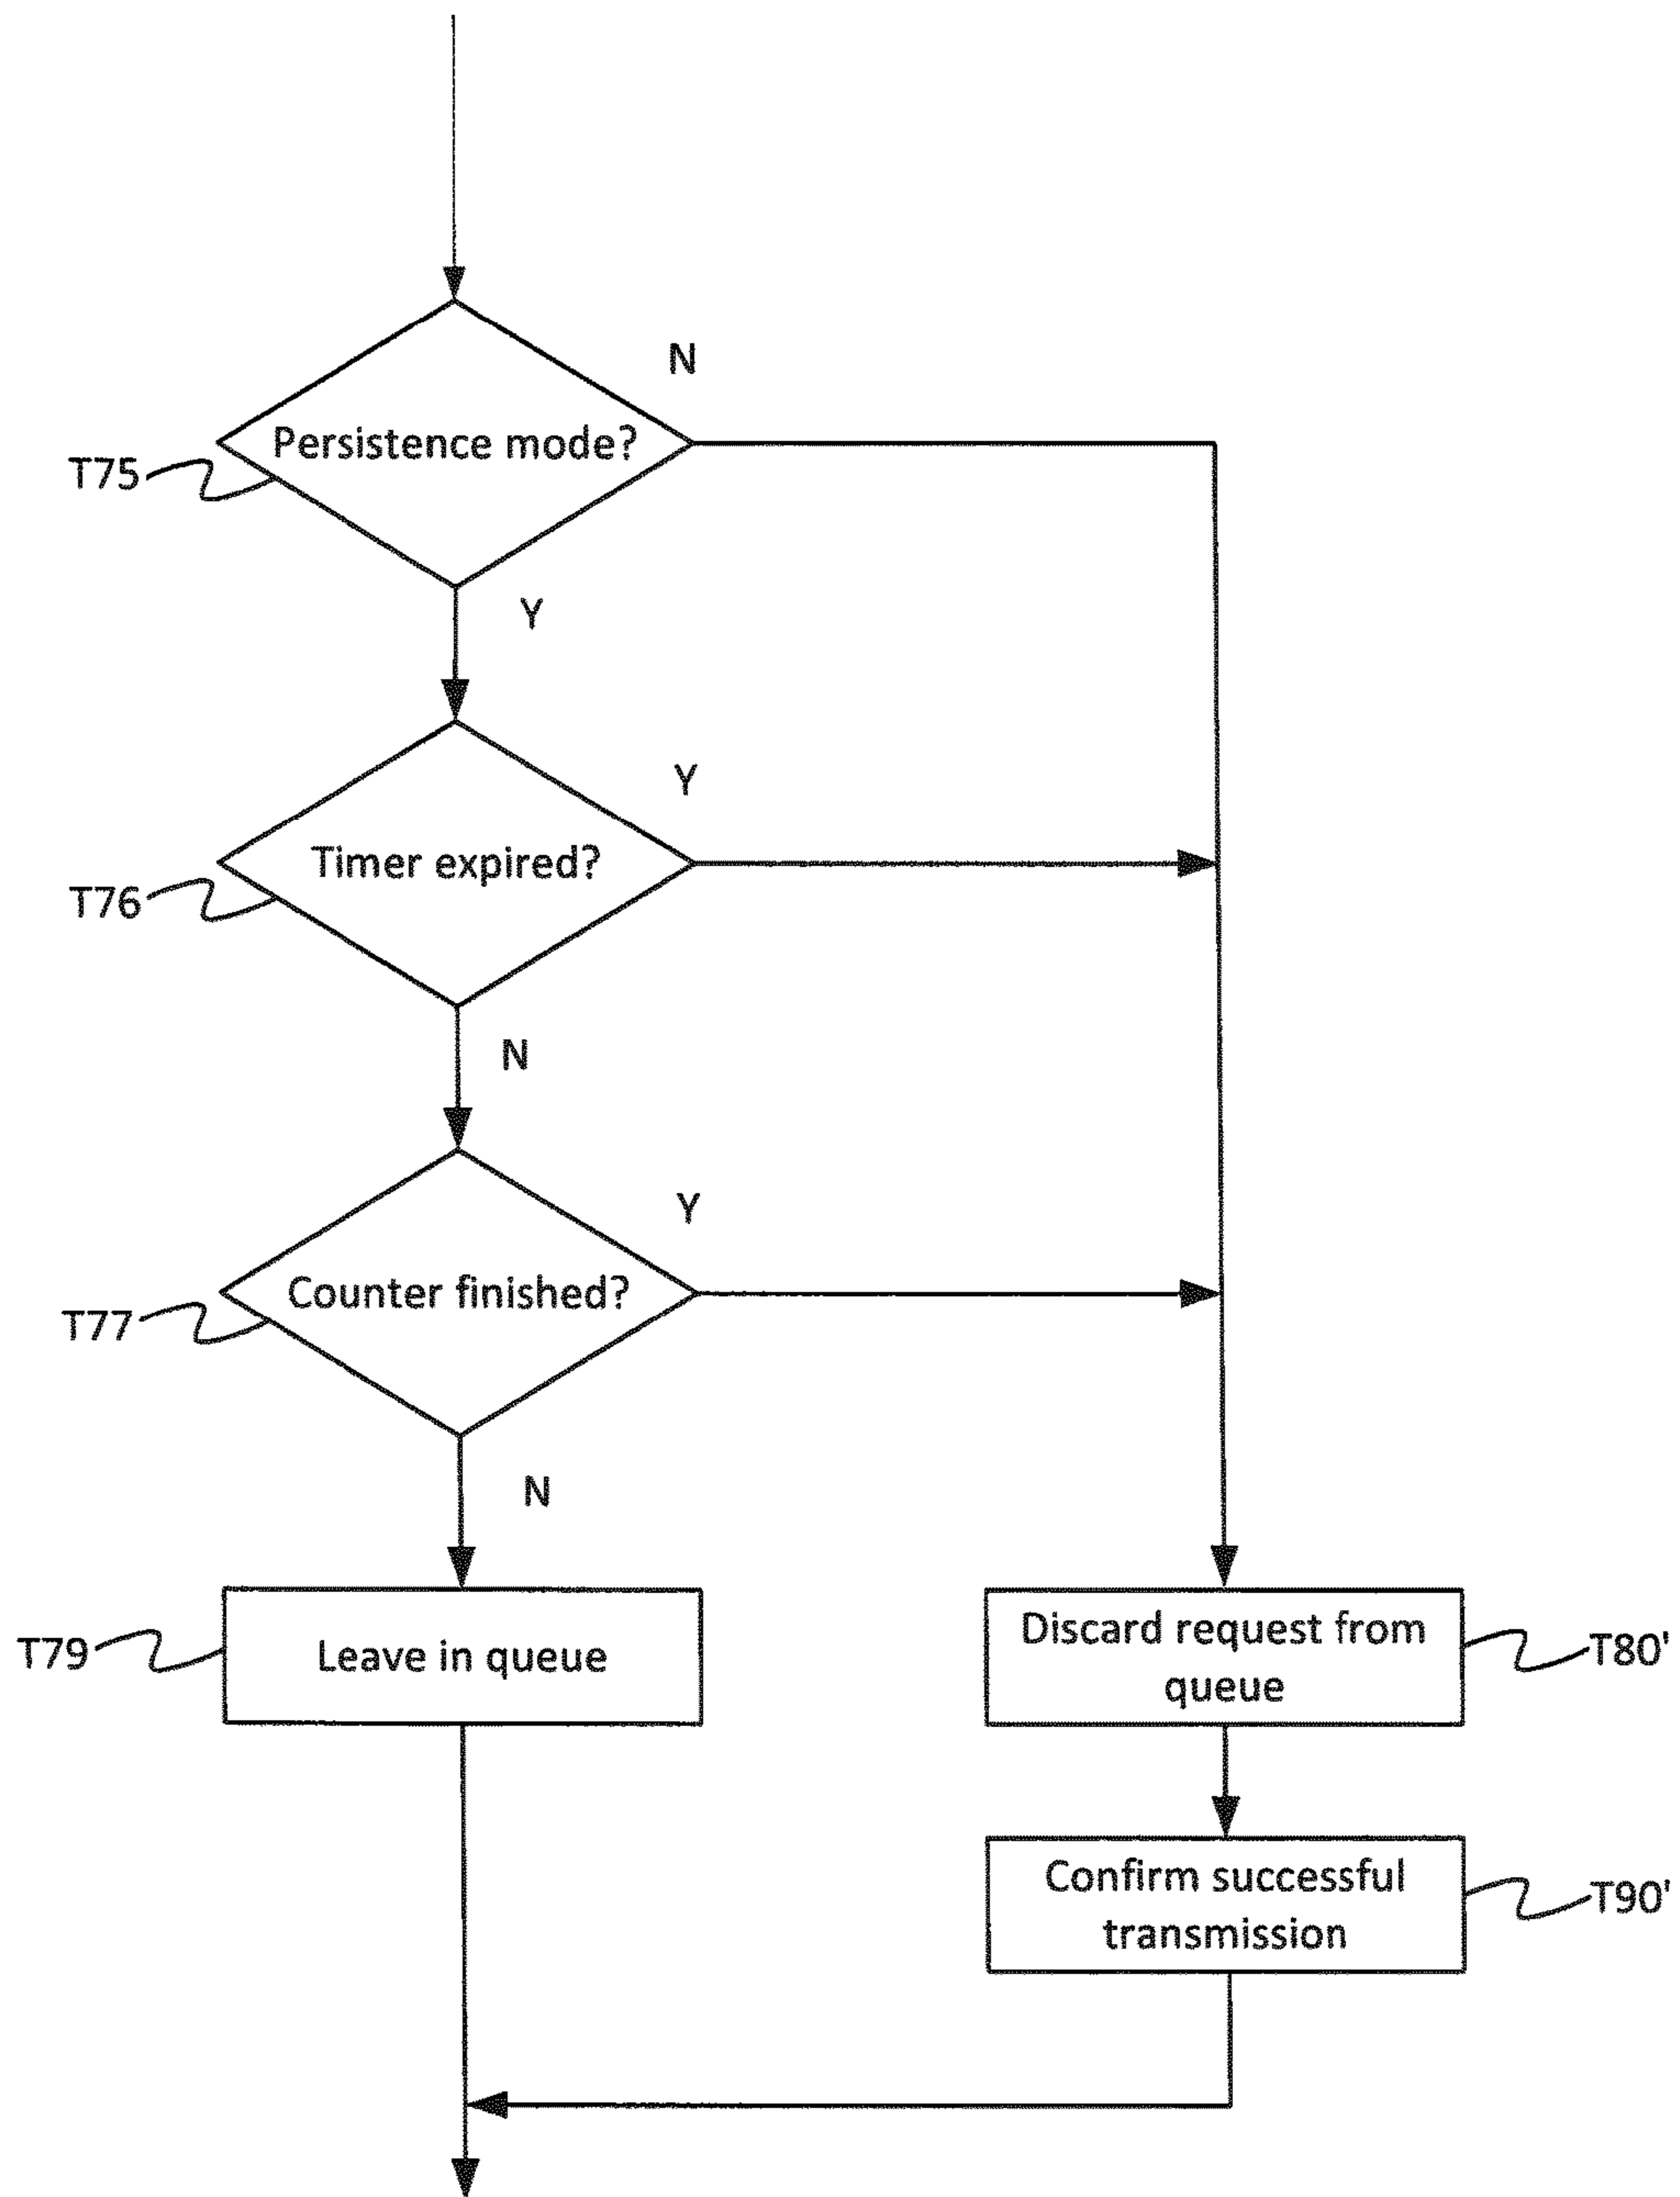 N
Persistence mode?
T75
Y
Y
Timer expired?
T76
N
Y
Counter finished?
T77
N
Leave in queue
T79
Discard request from
queue
T80'
Confirm successful
transmission
T90'